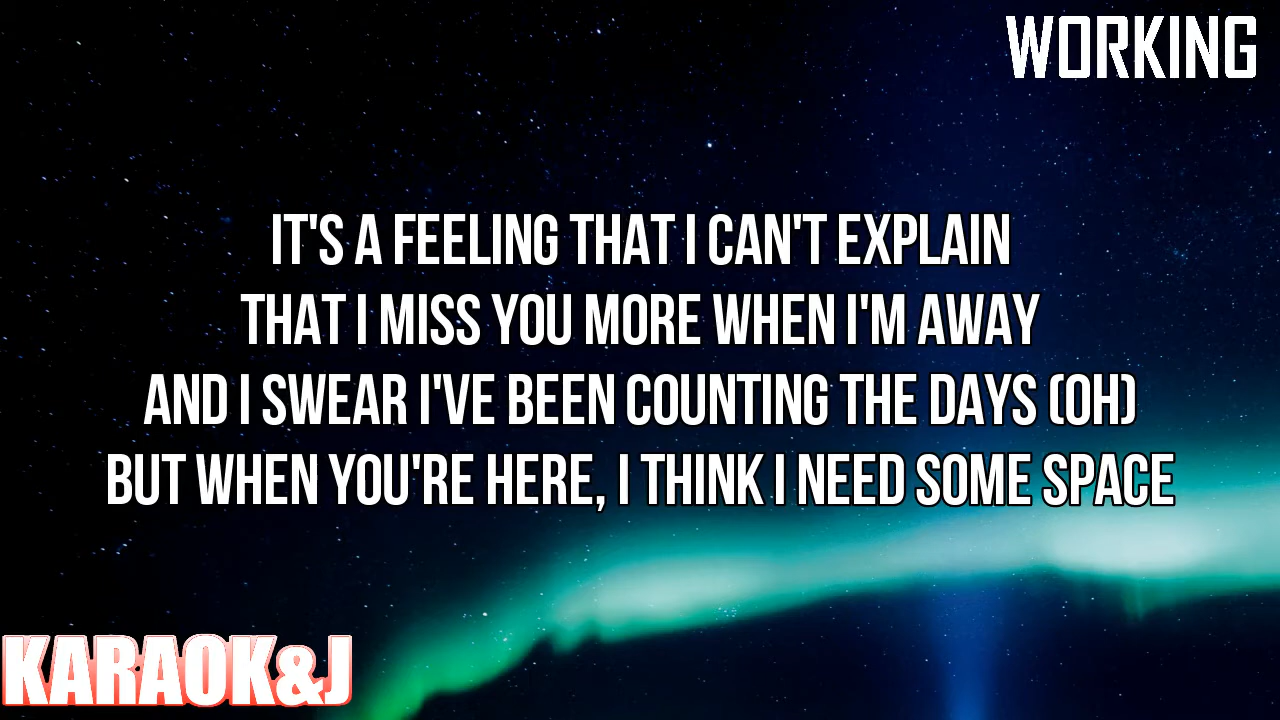 WORKING
IT'S A FEELING THAT I CAN'T EXPLAIN
THAT I MISS YOU MORE WHEN I'M AWAY
AND I SWEAR I'VE BEEN COUNTING THE DAYS (OH)
BUT WHEN YOU'RE HERE, I THINK I NEED SOME SPACE
KARAOK&J